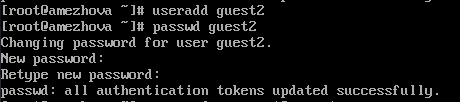 [root@amezhova ~]# useradd guest2
[root@amezhova ~]# passwd guest2
Changing password for user guest2.
New password:
Retype new password:
passwd: all authentication tokens updated successfully.